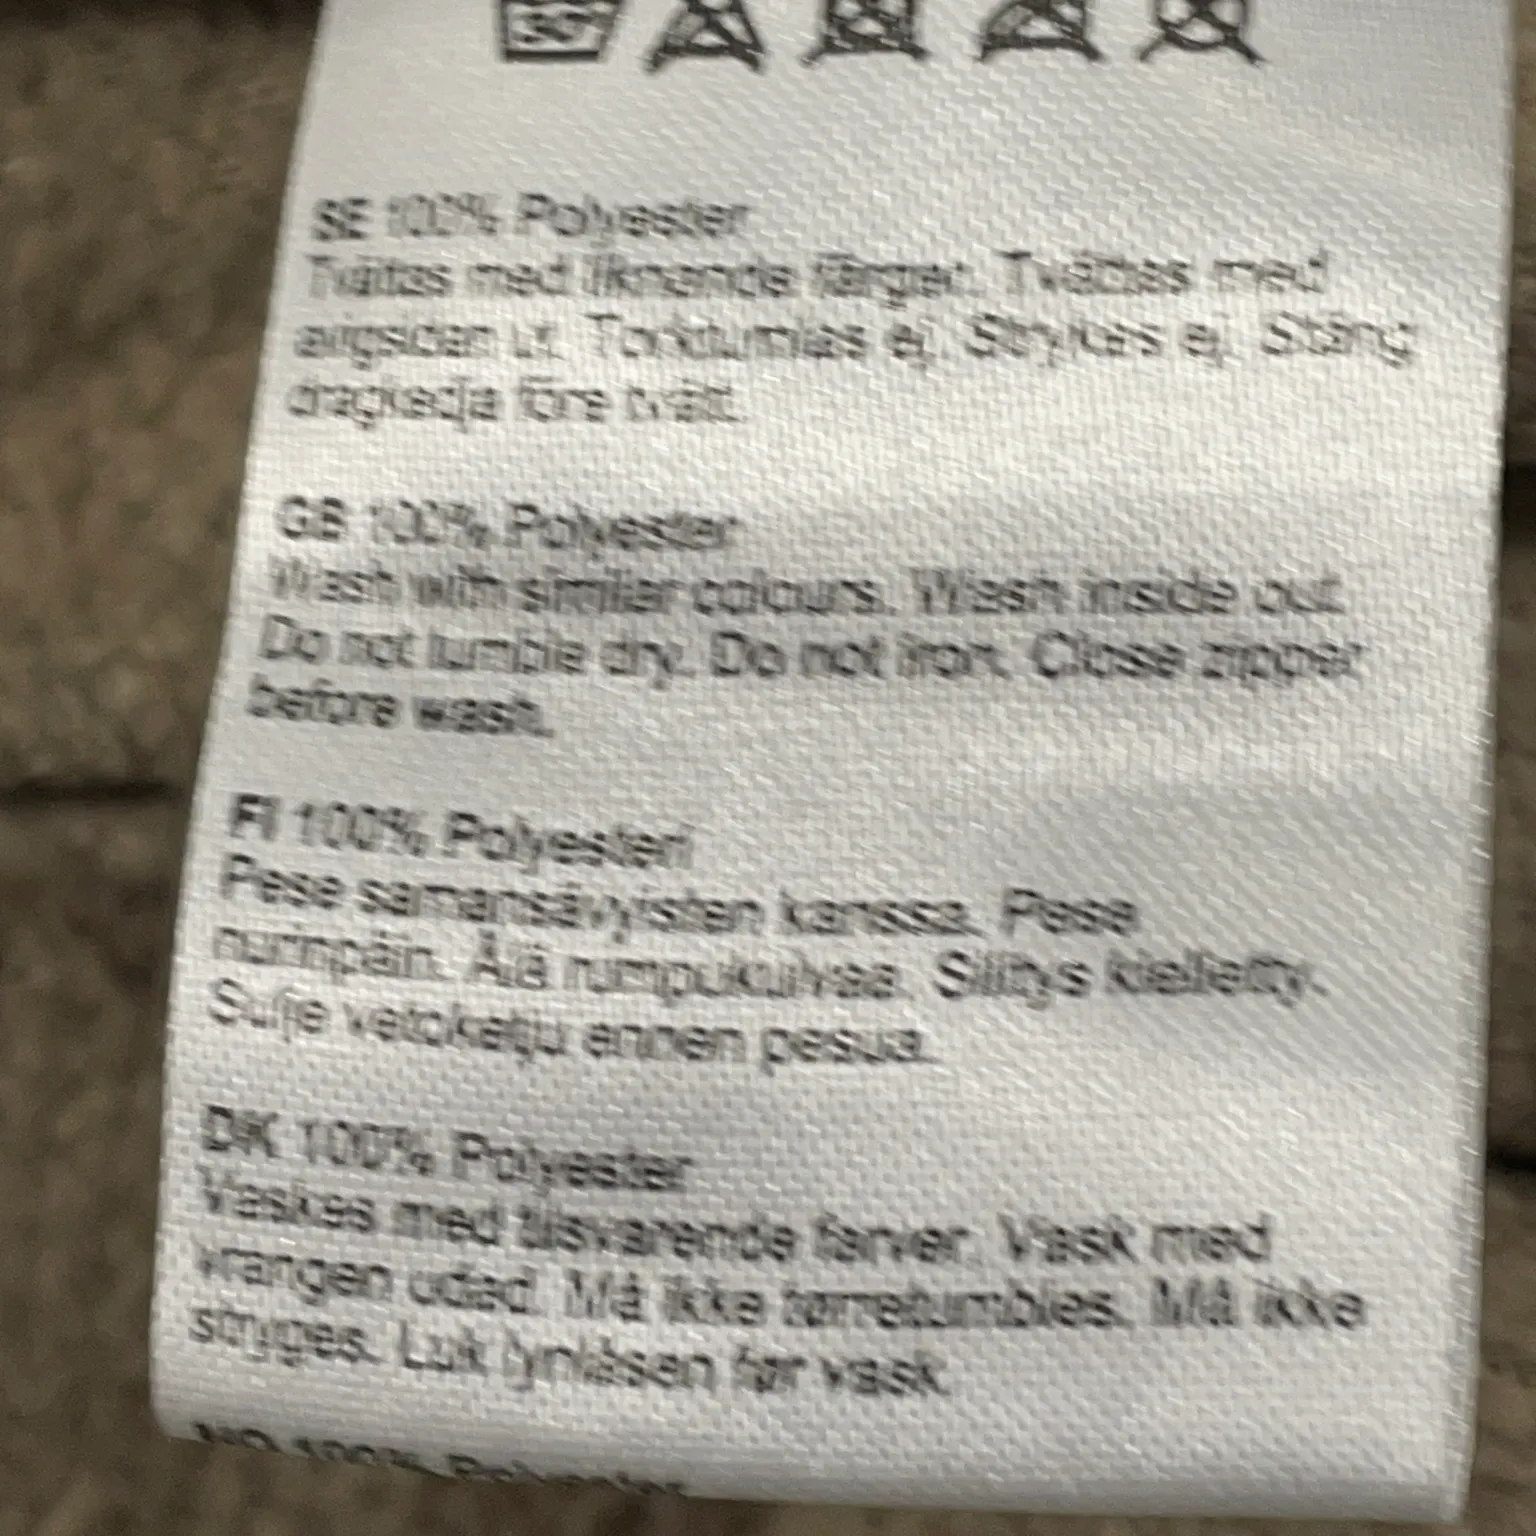 30°
SE 100% Polyester
Tvättas med liknande färger. Tvättas med
avigsidan ut. Torktumlas ej. Strykes ej. Stäng
dragkedja före tvätt.
GB 100% Polyester
Wash with similar colours. Wash inside out.
Do not tumble dry. Do not iron. Close zipper
before wash.
FI 100% Polyesteri
Pese samansävyisten kanssa. Pese
nurinpäin. Älä rumpukuivaa. Silitys kielletty.
Sulje vetoketju ennen pesua.
DK 100% Polyester
Vaskes med tilsvarende farver. Vask med
vrangen udad. Må ikke tørretumbles. Må ikke
stryges. Luk lynlåsen før vask.
NO 100% Polyester